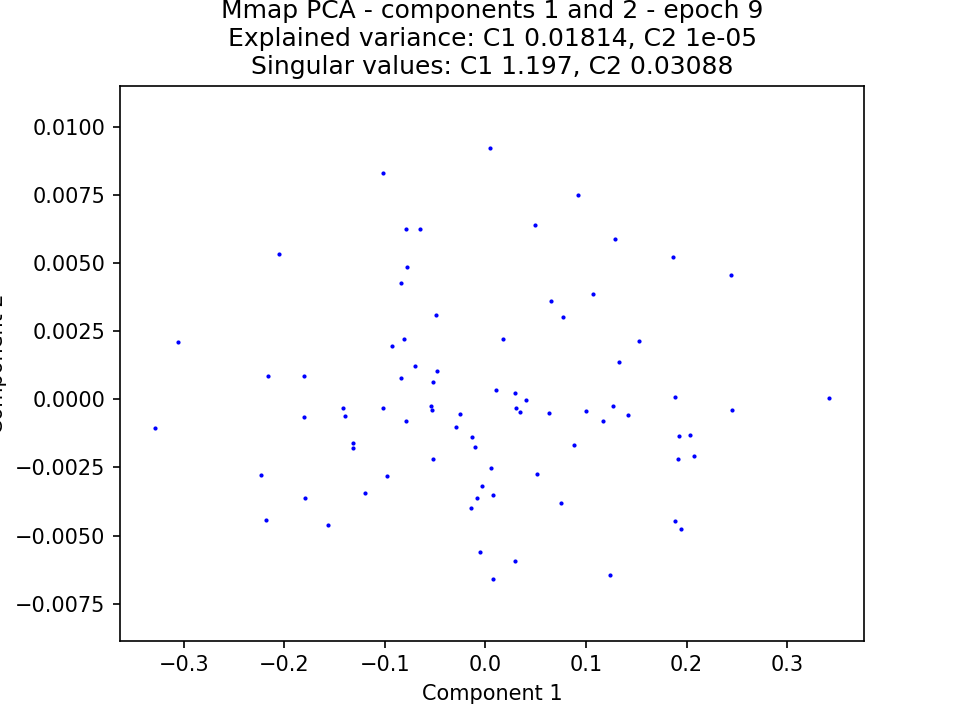 Mmap PCA - components 1 and 2 - epoch 9
Explained variance: C1 0.01814, C2 1e-05
Singular values: C1 1.197, C2 0.03088
0.0100
0.0075
0.0050
0.0025
0.0000
−0.0025
−0.0050
−0.0075
−0.3 −0.2 −0.1 0.0 0.1 0.2 0.3
Component 1